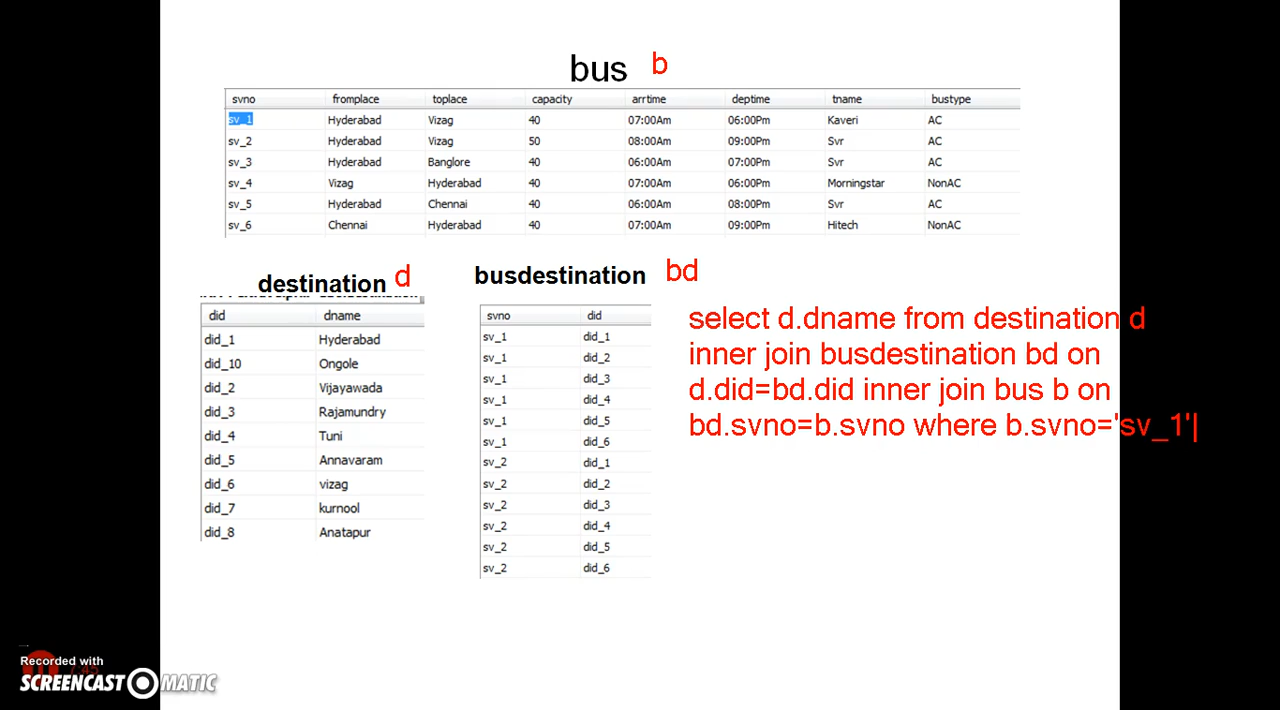 bus b
svno fromplace toplace capacity arrtime deptime tname bustype
sv_1 Hyderabad Vizag 40 07:00Am 06:00Pm Kaveri AC
sv_2 Hyderabad Vizag 50 08:00Am 09:00Pm Svr AC
sv_3 Hyderabad Banglore 40 06:00Am 07:00Pm Svr AC
sv_4 Vizag Hyderabad 40 07:00Am 06:00Pm Morningstar NonAC
sv_5 Hyderabad Chennai 40 06:00Am 08:00Pm Svr AC
sv_6 Chennai Hyderabad 40 07:00Am 09:00Pm Hitech NonAC
destination d
did dname
did_1 Hyderabad
did_10 Ongole
did_2 Vijayawada
did_3 Rajamundry
did_4 Tuni
did_5 Annavaram
did_6 vizag
did_7 kurnool
did_8 Anatapur
busdestination bd
svno did
sv_1 did_1
sv_1 did_2
sv_1 did_3
sv_1 did_4
sv_1 did_5
sv_1 did_6
sv_2 did_1
sv_2 did_2
sv_2 did_3
sv_2 did_4
sv_2 did_5
sv_2 did_6
select d.dname from destination d
inner join busdestination bd on
d.did=bd.did inner join bus b on
bd.svno=b.svno where b.svno='sv_1'
Recorded with
SCREENCAST MATIC